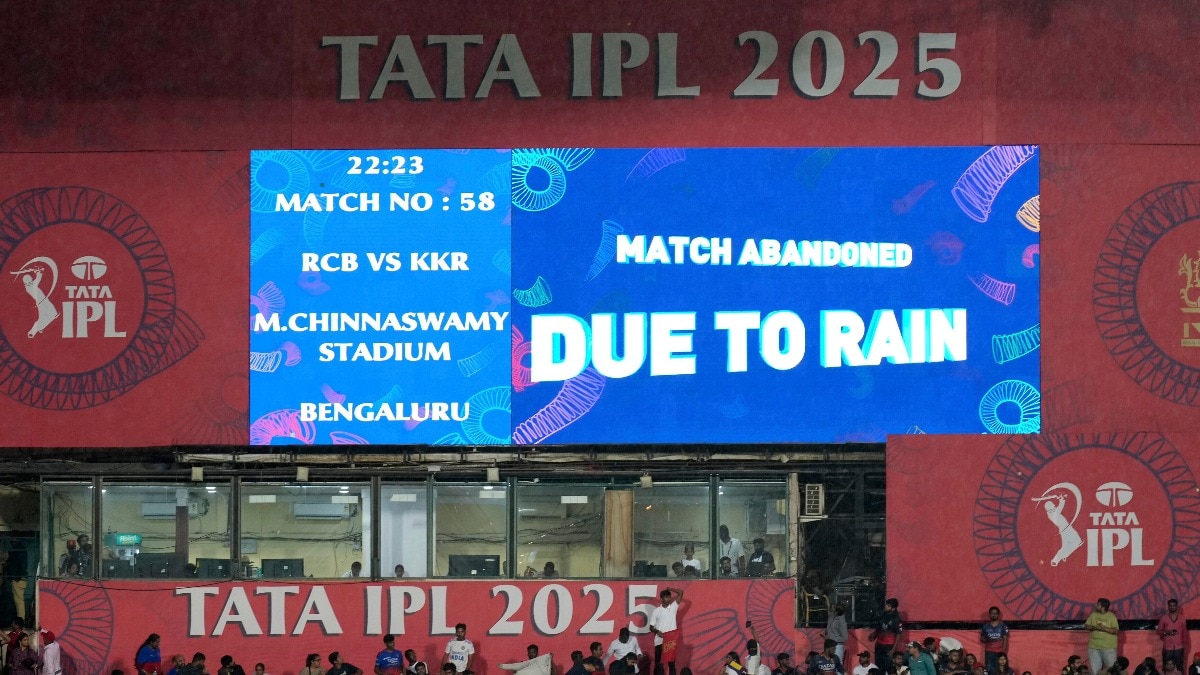 TATA IPL 2025
22:23
MATCH NO : 58
RCB VS KKR
M.CHINNASWAMY
STADIUM
BENGALURU
MATCH ABANDONED
DUE TO RAIN
TATA
IPL
TATA
IPL
TATA IPL 2025
INDIA